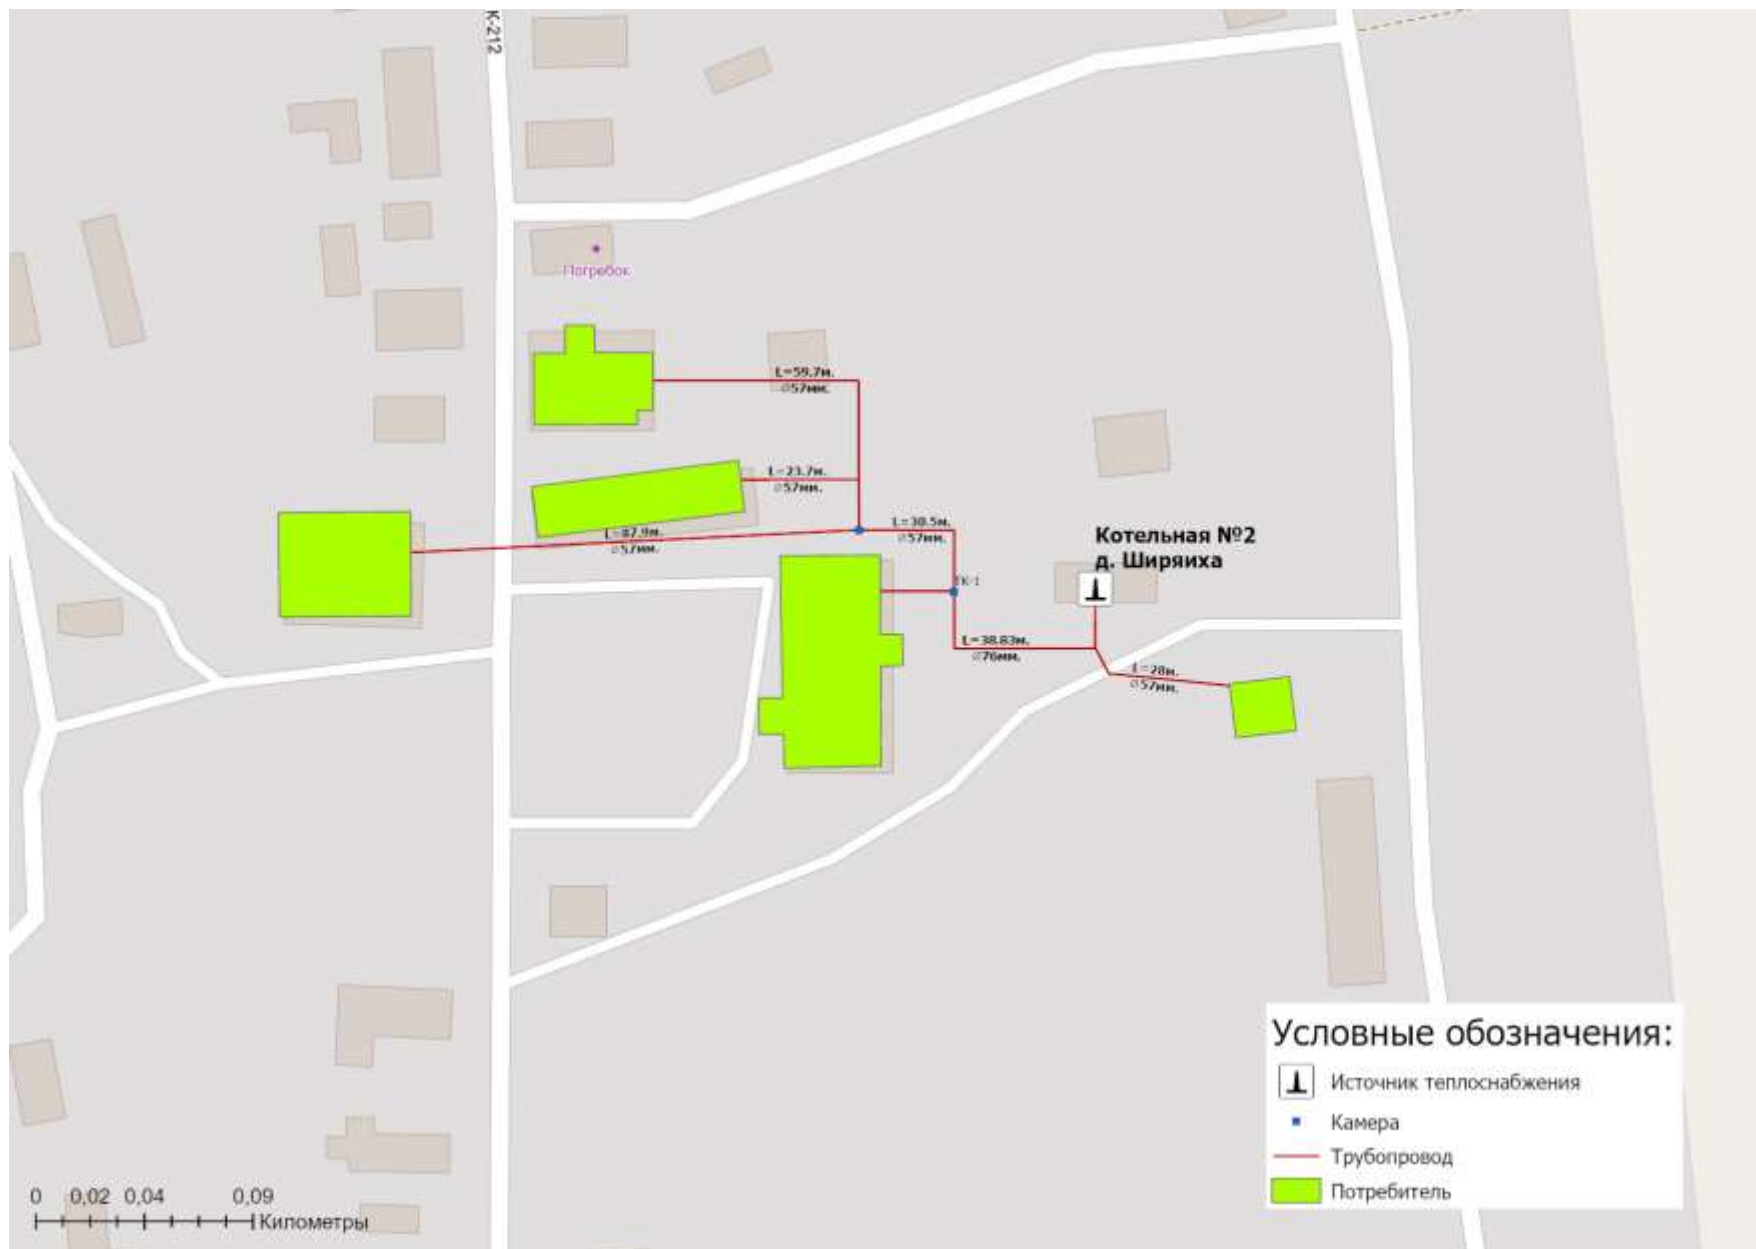 К-212
Погребок
L=59.7м.
⌀57мм.
L=23.7м.
⌀57мм.
L=87.9м.
⌀57мм.
L=30.5м.
⌀57мм.
Котельная №2
д. Ширяиха
ТК-1
L=38.83м.
⌀76мм.
L=28м.
⌀57мм.
Условные обозначения:
Источник теплоснабжения
Камера
Трубопровод
Потребитель
0 0,02 0,04 0,09
Километры